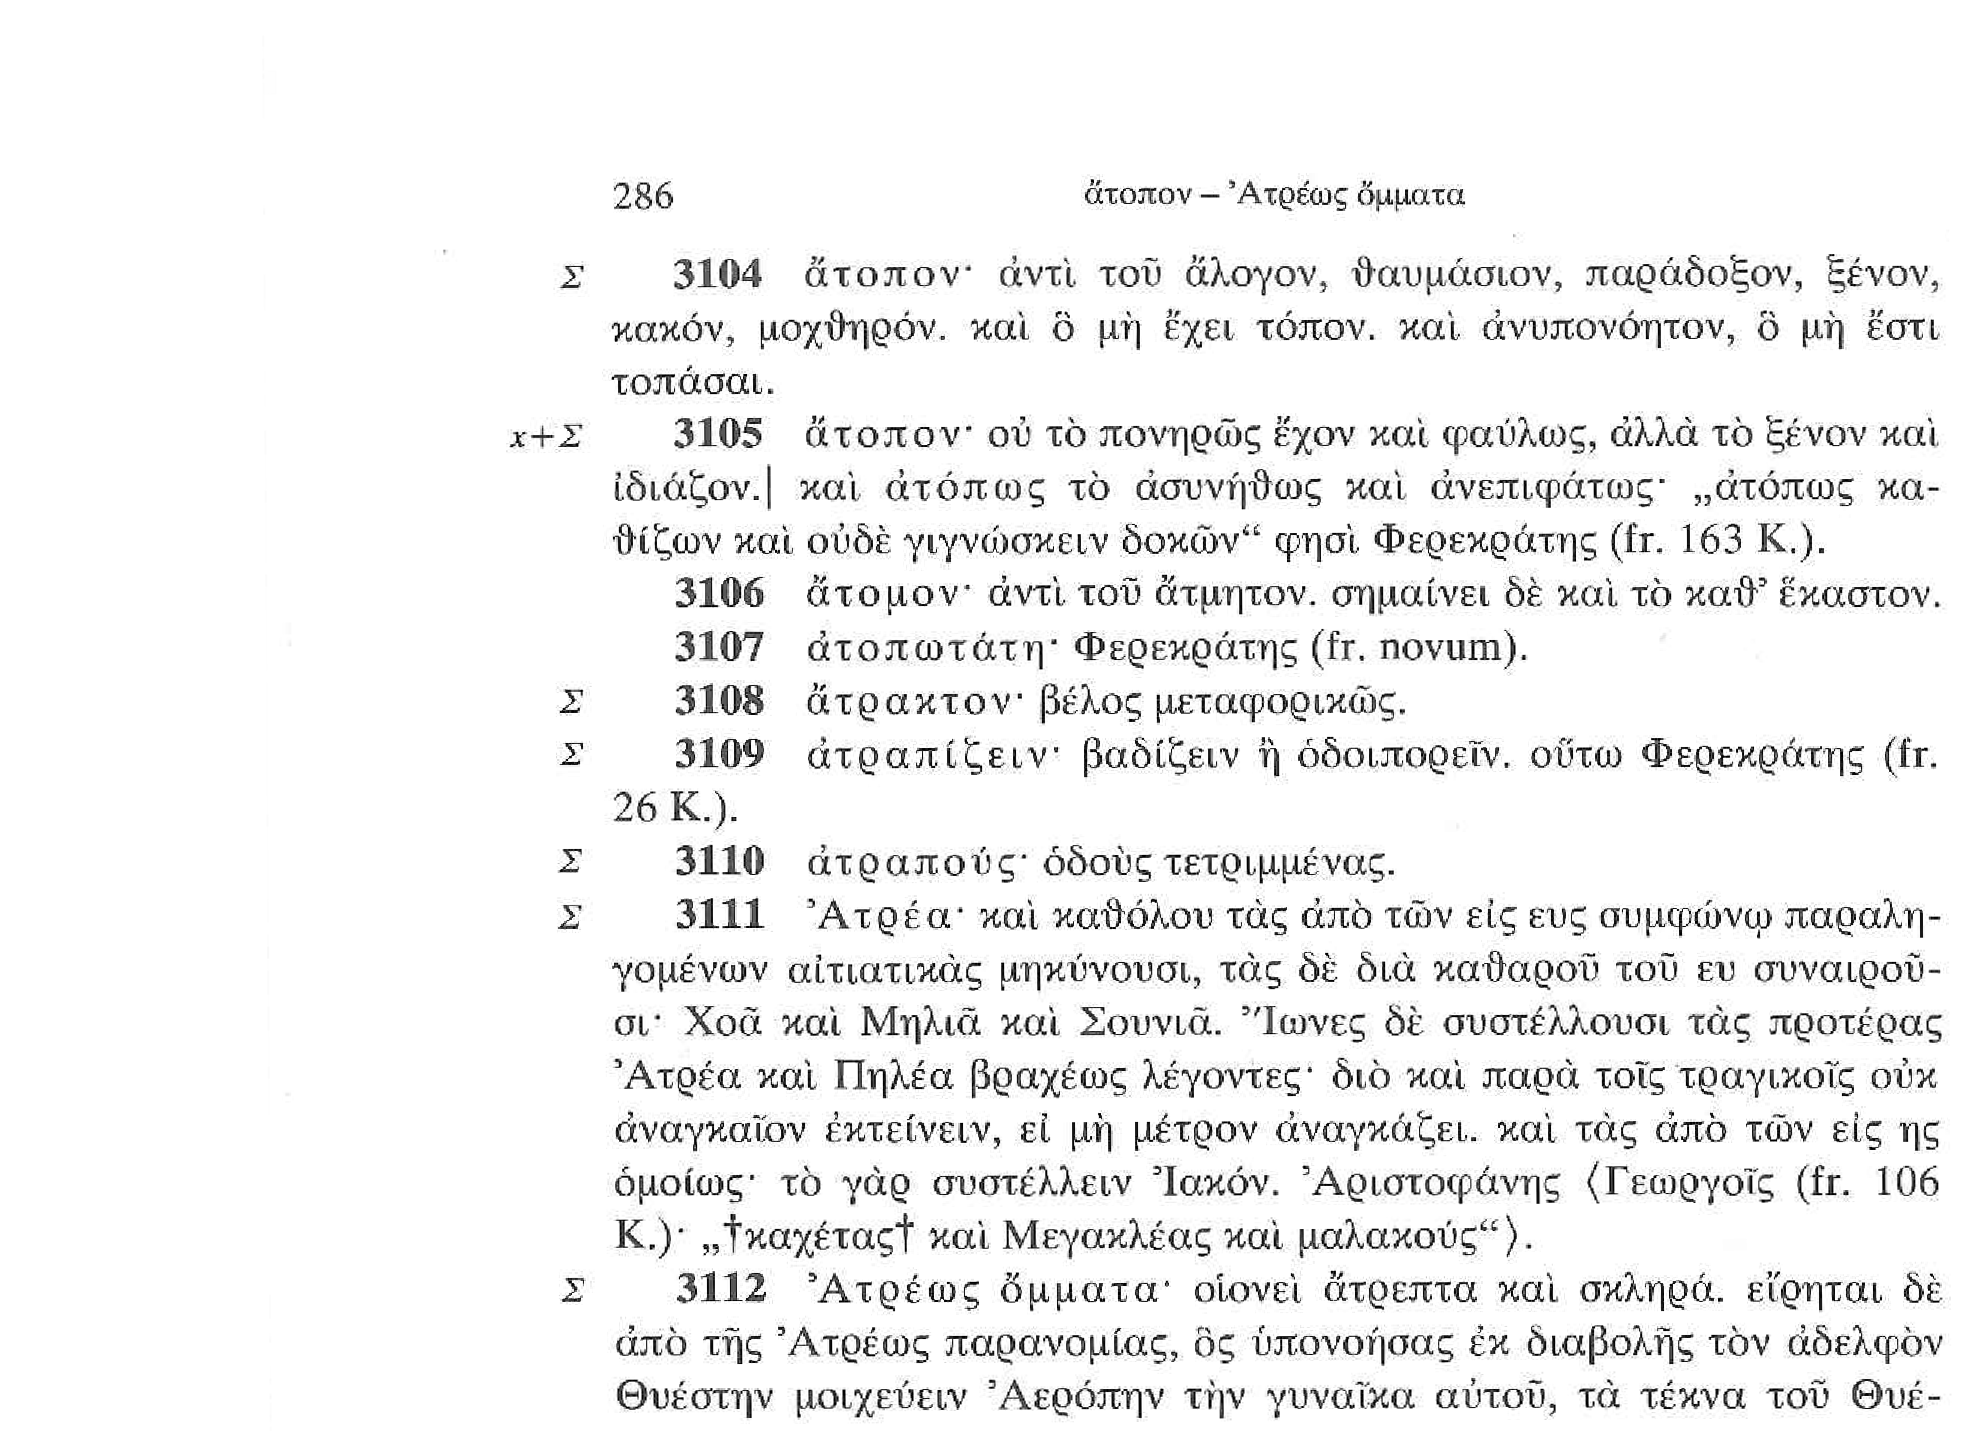 286 ἄτοπον – Ἀτρέως ὄμματα
Σ 3104 ἄτοπον· ἀντὶ τοῦ ἄλογον, θαυμάσιον, παράδοξον, ξένον,
κακόν, μοχθηρόν. καὶ ὃ μὴ ἔχει τόπον. καὶ ἀνυπονόητον, ὃ μὴ ἔστι
τοπάσαι.
x+Σ 3105 ἄτοπον· οὐ τὸ πονηρῶς ἔχον καὶ φαύλως, ἀλλὰ τὸ ξένον καὶ
ἰδιάζον.| καὶ ἀτόπως τὸ ἀσυνήθως καὶ ἀνεπιφάτως· „ἀτόπως κα-
θίζων καὶ οὐδὲ γιγνώσκειν δοκῶν“ φησὶ Φερεκράτης (fr. 163 K.).
3106 ἄτομον· ἀντὶ τοῦ ἄτμητον. σημαίνει δὲ καὶ τὸ καθ’ ἕκαστον.
3107 ἀτοπωτάτη· Φερεκράτης (fr. novum).
Σ 3108 ἄτρακτον· βέλος μεταφορικῶς.
Σ 3109 ἀτραπίζειν· βαδίζειν ἢ ὁδοιπορεῖν. οὕτω Φερεκράτης (fr.
26 K.).
Σ 3110 ἀτραπούς· ὁδοὺς τετριμμένας.
Σ 3111 Ἀτρέα· καὶ καθόλου τὰς ἀπὸ τῶν εἰς ευς συμφώνῳ παραλη-
γομένων αἰτιατικὰς μηκύνουσι, τὰς δὲ διὰ καθαροῦ τοῦ ευ συναιροῦ-
σι· Χοᾶ καὶ Μηλιᾶ καὶ Σουνιᾶ. Ἴωνες δὲ συστέλλουσι τὰς προτέρας
Ἀτρέα καὶ Πηλέα βραχέως λέγοντες· διὸ καὶ παρὰ τοῖς τραγικοῖς οὐκ
ἀναγκαῖον ἐκτείνειν, εἰ μὴ μέτρον ἀναγκάζει. καὶ τὰς ἀπὸ τῶν εἰς ης
ὁμοίως· τὸ γὰρ συστέλλειν Ἰακόν. Ἀριστοφάνης ⟨Γεωργοῖς (fr. 106
K.)· „†καχέτας† καὶ Μεγακλέας καὶ μαλακούς“⟩.
Σ 3112 Ἀτρέως ὄμματα· οἱονεὶ ἄτρεπτα καὶ σκληρά. εἴρηται δὲ
ἀπὸ τῆς Ἀτρέως παρανομίας, ὃς ὑπονοήσας ἐκ διαβολῆς τὸν ἀδελφὸν
Θυέστην μοιχεύειν Ἀερόπην τὴν γυναῖκα αὐτοῦ, τὰ τέκνα τοῦ Θυέ-